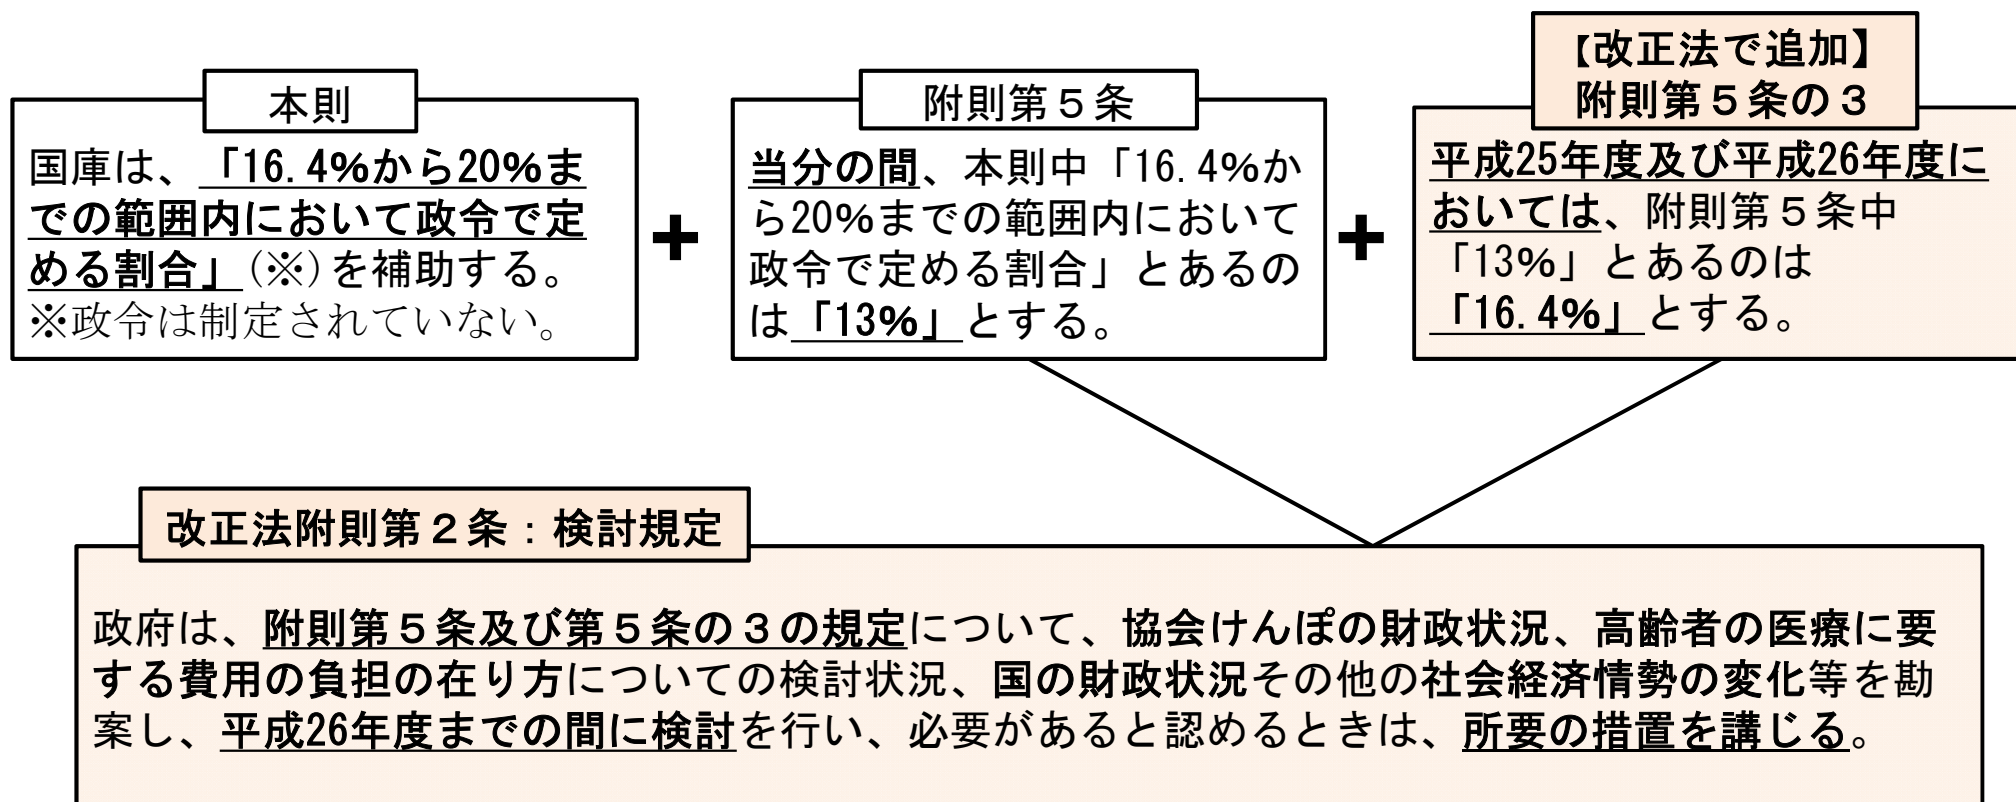 本則
国庫は、「16.4%から20%ま
での範囲内において政令で定
める割合」(※)を補助する。
※政令は制定されていない。
+
附則第５条
当分の間、本則中「16.4%か
ら20%までの範囲内において
政令で定める割合」とあるの
は「13%」とする。
+
【改正法で追加】
附則第５条の３
平成25年度及び平成26年度に
おいては、附則第５条中
「13%」とあるのは
「16.4%」とする。
改正法附則第２条：検討規定
政府は、附則第５条及び第５条の３の規定について、協会けんぽの財政状況、高齢者の医療に要
する費用の負担の在り方についての検討状況、国の財政状況その他の社会経済情勢の変化等を勘
案し、平成26年度までの間に検討を行い、必要があると認めるときは、所要の措置を講じる。